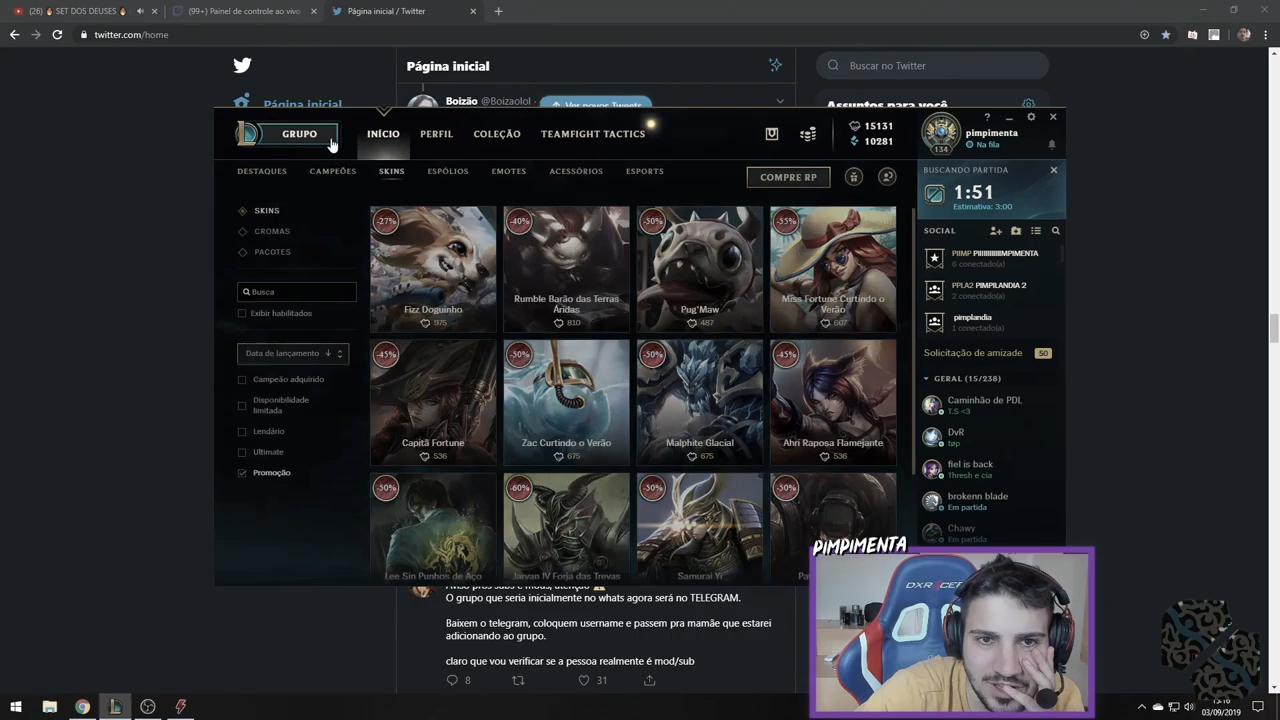 (26) 🔥 SET DOS DEUSES 🔥
(99+) Painel de controle ao vivo
Página inicial / Twitter
twitter.com/home
Página inicial
Página inicial
Buscar no Twitter
Boizão @Boizaolol
Ver novos Tweets
Assuntos para você
GRUPO
INÍCIO
PERFIL
COLEÇÃO
TEAMFIGHT TACTICS
15131
10281
134
pimpimenta
Na fila
DESTAQUES
CAMPEÕES
SKINS
ESPÓLIOS
EMOTES
ACESSÓRIOS
ESPORTS
COMPRE RP
BUSCANDO PARTIDA
1:51
Estimativa: 3:00
SKINS
CROMAS
PACOTES
Busca
Exibir habilitados
Data de lançamento
Campeão adquirido
Disponibilidade
limitada
Lendário
Ultimate
Promoção
-27%
Fizz Doguinho
975
-40%
Rumble Barão das Terras
Áridas
810
-50%
Pug'Maw
487
-55%
Miss Fortune Curtindo o
Verão
607
-45%
Capitã Fortune
536
-50%
Zac Curtindo o Verão
675
-50%
Malphite Glacial
675
-45%
Ahri Raposa Flamejante
536
-50%
Lee Sin Punhos de Aço
-60%
Jarvan IV Forja das Trevas
-50%
Samurai Yi
-50%
SOCIAL
PIIMP PIIIIIIIIIIIIMPIMENTA
6 conectado(a)
PPLA2 PIMPILANDIA 2
2 conectado(a)
pimplandia
1 conectado(a)
Solicitação de amizade
50
GERAL (15/238)
Caminhão de PDL
T.S <3
DvR
tøp
fiel is back
Thresh e cia
brokenn blade
Em partida
Chawy
Em partida
PIMPIMENTA
DXRACER
Aviso pros subs e mods, atenção ⚠
O grupo que seria inicialmente no whats agora será no TELEGRAM.
Baixem o telegram, coloquem username e passem pra mamãe que estarei
adicionando ao grupo.
claro que vou verificar se a pessoa realmente é mod/sub
8
31
03/09/2019